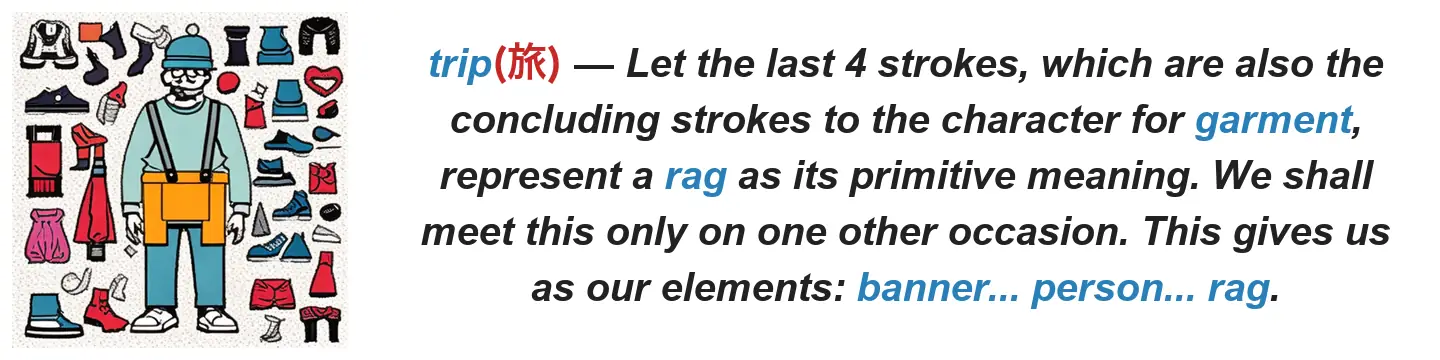 trip(旅) — Let the last 4 strokes, which are also the
concluding strokes to the character for garment,
represent a rag as its primitive meaning. We shall
meet this only on one other occasion. This gives us
as our elements: banner... person... rag.